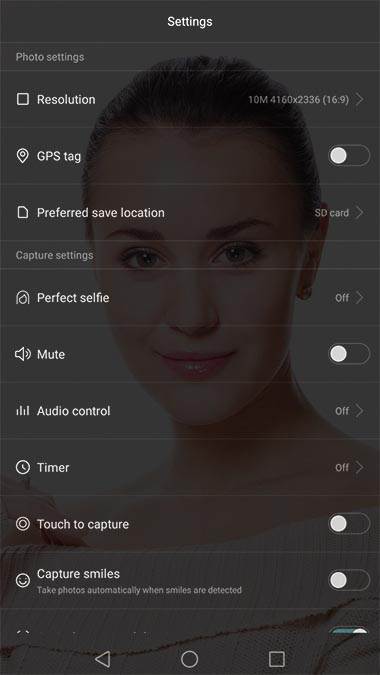 Settings
Photo settings
Resolution 10M 4160x2336 (16:9)
GPS tag
Preferred save location SD card
Capture settings
Perfect selfie Off
Mute
Audio control Off
Timer Off
Touch to capture
Capture smiles
Take photos automatically when smiles are detected